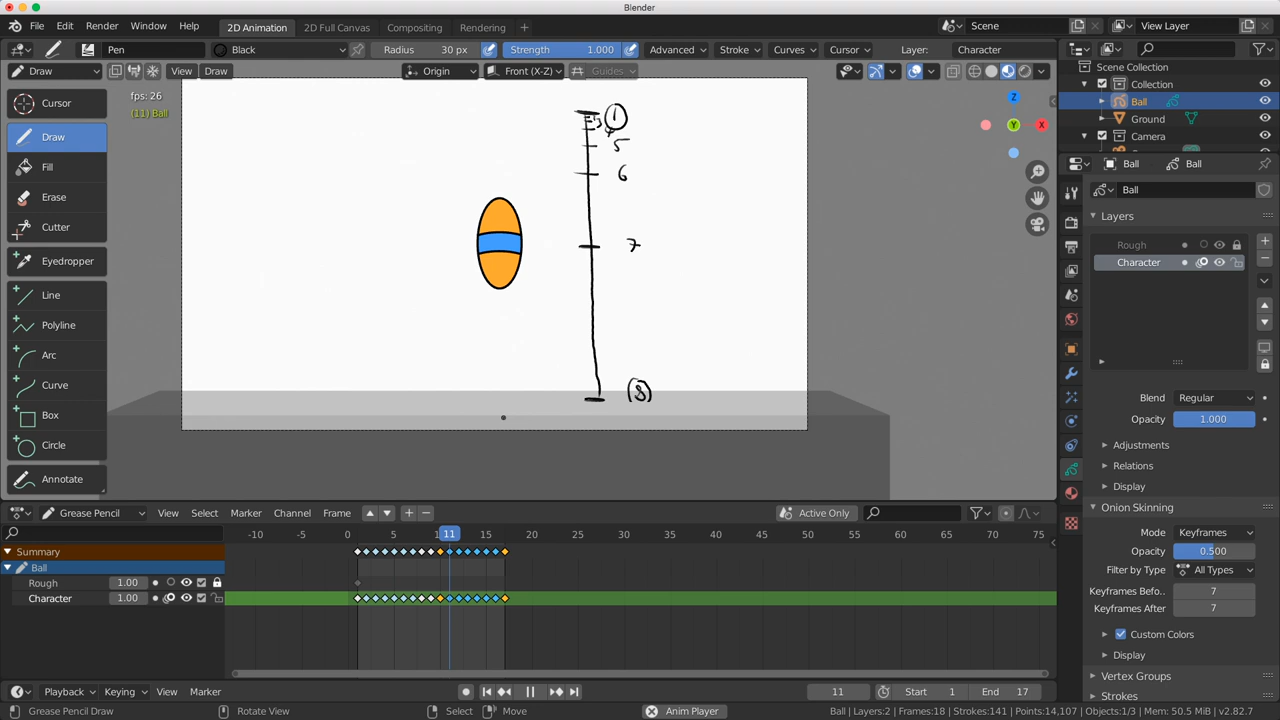 Blender
File Edit Render Window Help 2D Animation 2D Full Canvas Compositing Rendering + Scene View Layer
Pen Black Radius 30 px Strength 1.000 Advanced Stroke Curves Cursor Layer: Character
Draw View Draw Origin Front (X-Z) Guides
fps: 26
(11) Ball
Cursor
Draw
Fill
Erase
Cutter
Eyedropper
Line
Polyline
Arc
Curve
Box
Circle
Annotate
1
3
4
5
6
7
(8)
Z
X
Y
Scene Collection
Collection
Ball
Ground
Camera
Ball Ball
Ball
Layers
Rough
Character
Blend Regular
Opacity 1.000
Adjustments
Relations
Display
Onion Skinning
Mode Keyframes
Opacity 0.500
Filter by Type All Types
Keyframes Befo.. 7
Keyframes After 7
Custom Colors
Display
Vertex Groups
Strokes
Grease Pencil View Select Marker Channel Frame Active Only
-10 -5 0 5 11 15 20 25 30 35 40 45 50 55 60 65 70 75
Summary
Ball
Rough 1.00
Character 1.00
Playback Keying View Marker 11 Start 1 End 17
Grease Pencil Draw Rotate View Select Move Anim Player Ball | Layers:2 | Frames:18 | Strokes:141 | Points:14,107 | Objects:1/3 | Mem: 50.5 MiB | v2.82.7